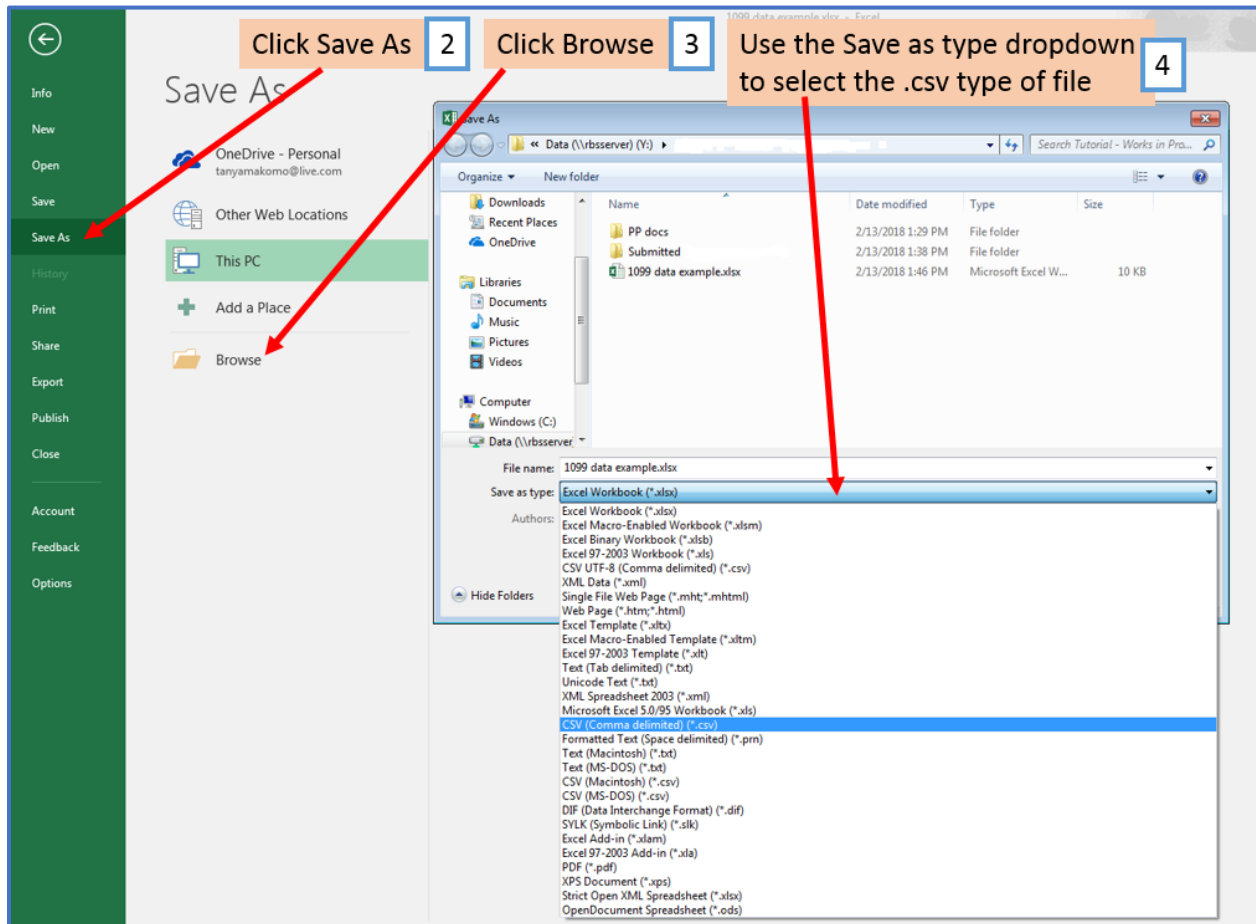 1099 data example.xlsx - Excel
Click Save As 2
Click Browse 3
Use the Save as type dropdown
to select the .csv type of file
4
Info
New
Open
Save
Save As
History
Print
Share
Export
Publish
Close
Account
Feedback
Options
Save As
OneDrive - Personal
tanyamakomo@live.com
Other Web Locations
This PC
Add a Place
Browse
Save As
« Data (\\rbsserver) (Y:)
Search Tutorial - Works in Pro...
Organize
New folder
Downloads
Recent Places
OneDrive
Libraries
Documents
Music
Pictures
Videos
Computer
Windows (C:)
Data (\\rbsserver
Name Date modified Type Size
PP docs 2/13/2018 1:29 PM File folder
Submitted 2/13/2018 1:38 PM File folder
1099 data example.xlsx 2/13/2018 1:46 PM Microsoft Excel W... 10 KB
File name: 1099 data example.xlsx
Save as type: Excel Workbook (*.xlsx)
Authors:
Hide Folders
Excel Workbook (*.xlsx)
Excel Macro-Enabled Workbook (*.xlsm)
Excel Binary Workbook (*.xlsb)
Excel 97-2003 Workbook (*.xls)
CSV UTF-8 (Comma delimited) (*.csv)
XML Data (*.xml)
Single File Web Page (*.mht;*.mhtml)
Web Page (*.htm;*.html)
Excel Template (*.xltx)
Excel Macro-Enabled Template (*.xltm)
Excel 97-2003 Template (*.xlt)
Text (Tab delimited) (*.txt)
Unicode Text (*.txt)
XML Spreadsheet 2003 (*.xml)
Microsoft Excel 5.0/95 Workbook (*.xls)
CSV (Comma delimited) (*.csv)
Formatted Text (Space delimited) (*.prn)
Text (Macintosh) (*.txt)
Text (MS-DOS) (*.txt)
CSV (Macintosh) (*.csv)
CSV (MS-DOS) (*.csv)
DIF (Data Interchange Format) (*.dif)
SYLK (Symbolic Link) (*.slk)
Excel Add-in (*.xlam)
Excel 97-2003 Add-in (*.xla)
PDF (*.pdf)
XPS Document (*.xps)
Strict Open XML Spreadsheet (*.xlsx)
OpenDocument Spreadsheet (*.ods)